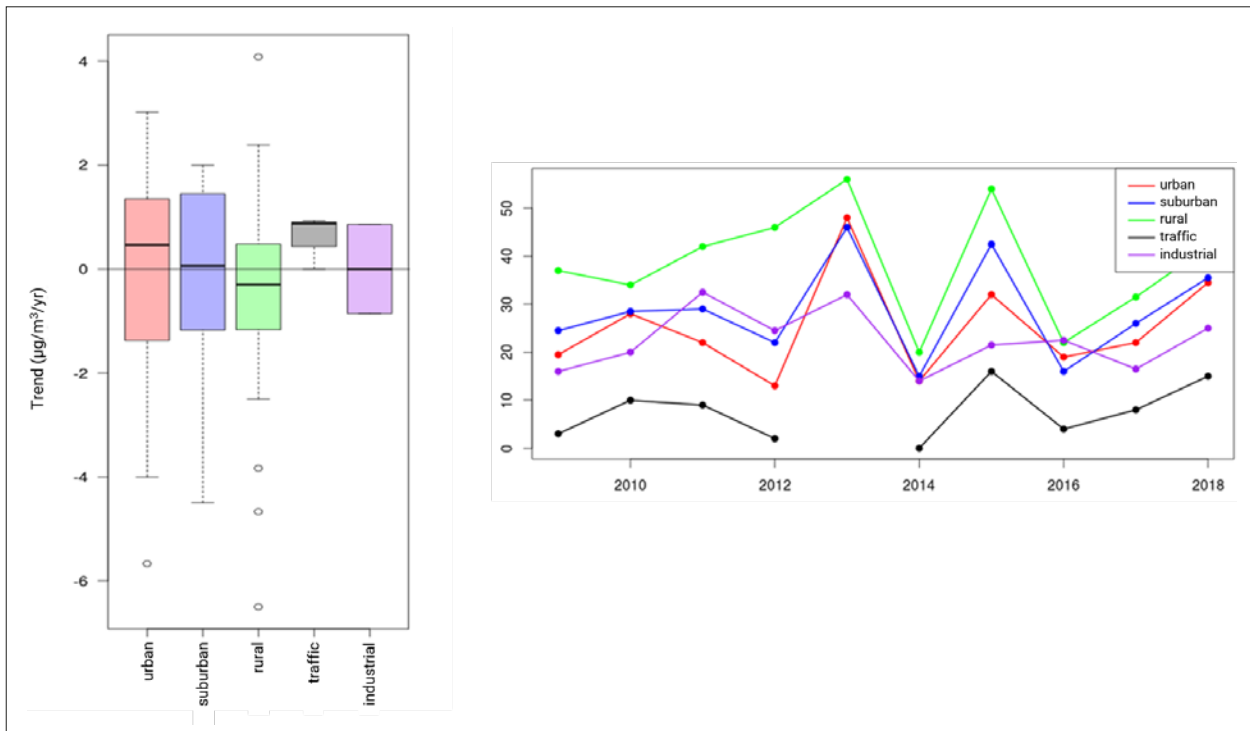 Trend (µg/m³/yr)
4
2
0
-2
-4
-6
urban
suburban
rural
traffic
industrial
50
40
30
20
10
0
2010
2012
2014
2016
2018
urban
suburban
rural
traffic
industrial